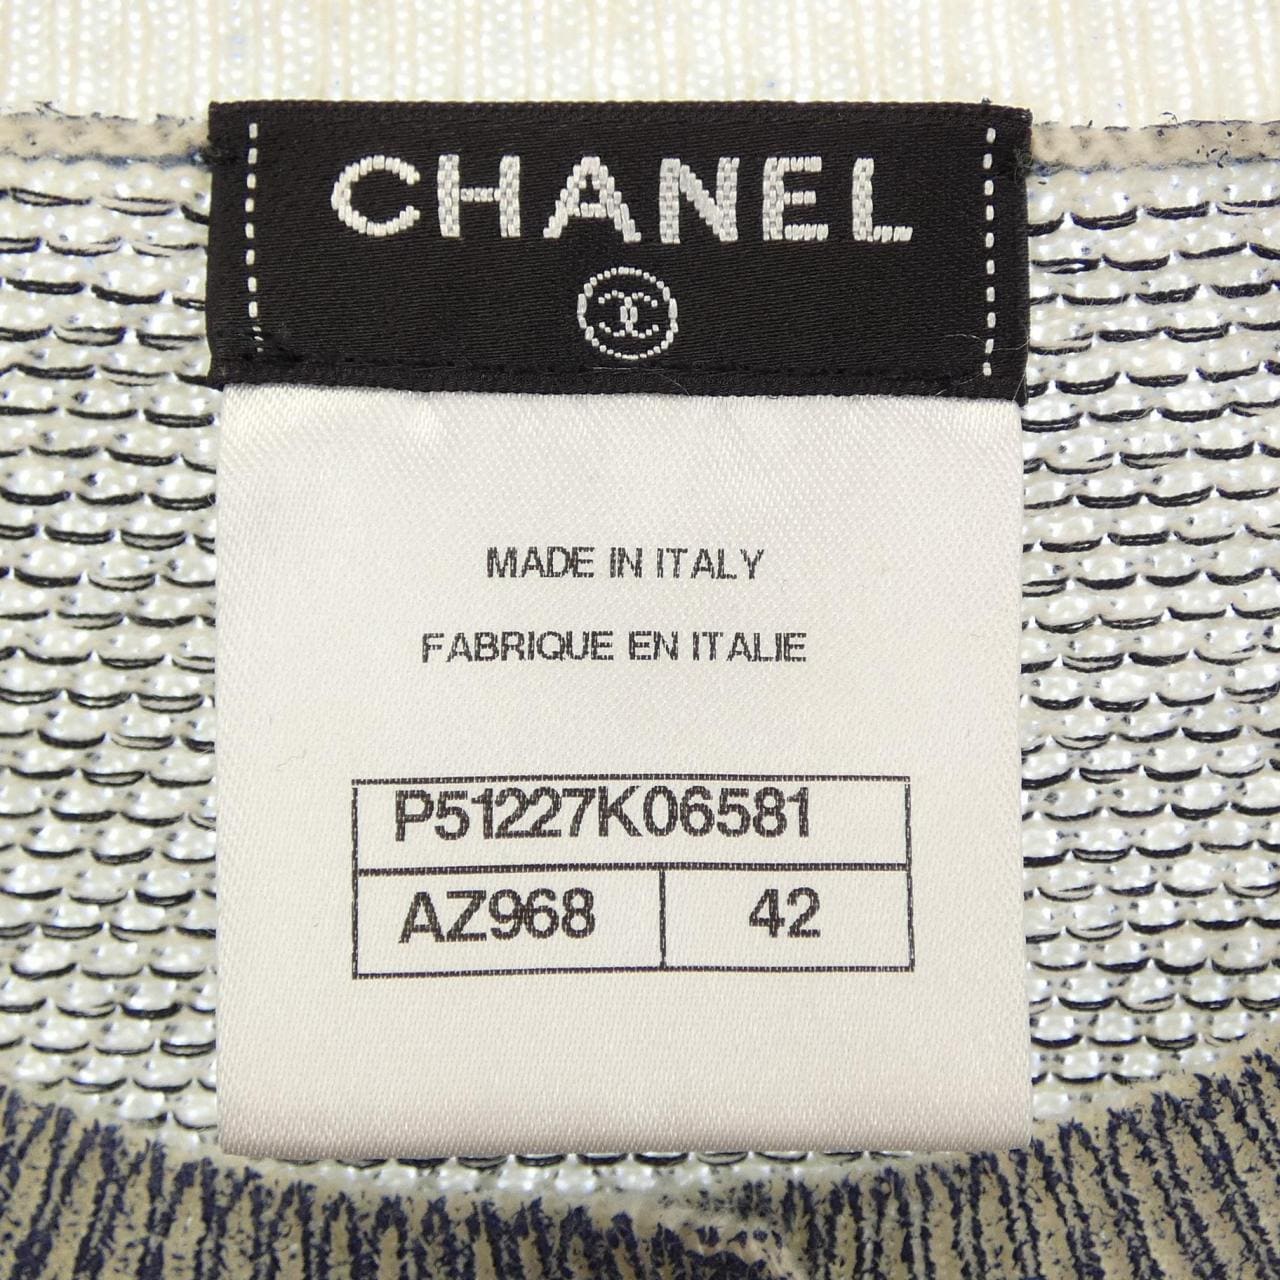 CHANEL
MADE IN ITALY
FABRIQUE EN ITALIE
P51227K06581
AZ968 42